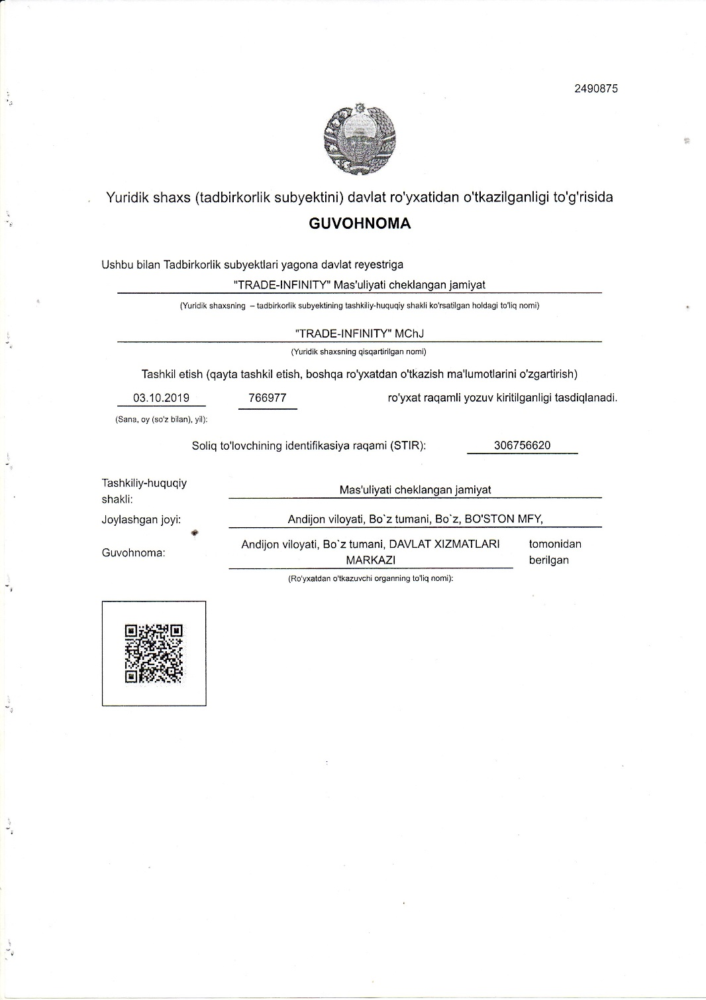 2490875
Yuridik shaxs (tadbirkorlik subyektini) davlat ro'yxatidan o'tkazilganligi to'g'risida
GUVOHNOMA
Ushbu bilan Tadbirkorlik subyektlari yagona davlat reyestriga
"TRADE-INFINITY" Mas'uliyati cheklangan jamiyat
(Yuridik shaxsning – tadbirkorlik subyektining tashkiliy-huquqiy shakli ko'rsatilgan holdagi to'liq nomi)
"TRADE-INFINITY" MChJ
(Yuridik shaxsning qisqartirilgan nomi)
Tashkil etish (qayta tashkil etish, boshqa ro'yxatdan o'tkazish ma'lumotlarini o'zgartirish)
03.10.2019 766977 ro'yxat raqamli yozuv kiritilganligi tasdiqlanadi.
(Sana, oy (so'z bilan), yil):
Soliq to'lovchining identifikasiya raqami (STIR): 306756620
Tashkiliy-huquqiy
shakli: Mas'uliyati cheklangan jamiyat
Joylashgan joyi: Andijon viloyati, Bo`z tumani, Bo`z, BO'STON MFY,
Guvohnoma: Andijon viloyati, Bo`z tumani, DAVLAT XIZMATLARI tomonidan
MARKAZI berilgan
(Ro'yxatdan o'tkazuvchi organning to'liq nomi):